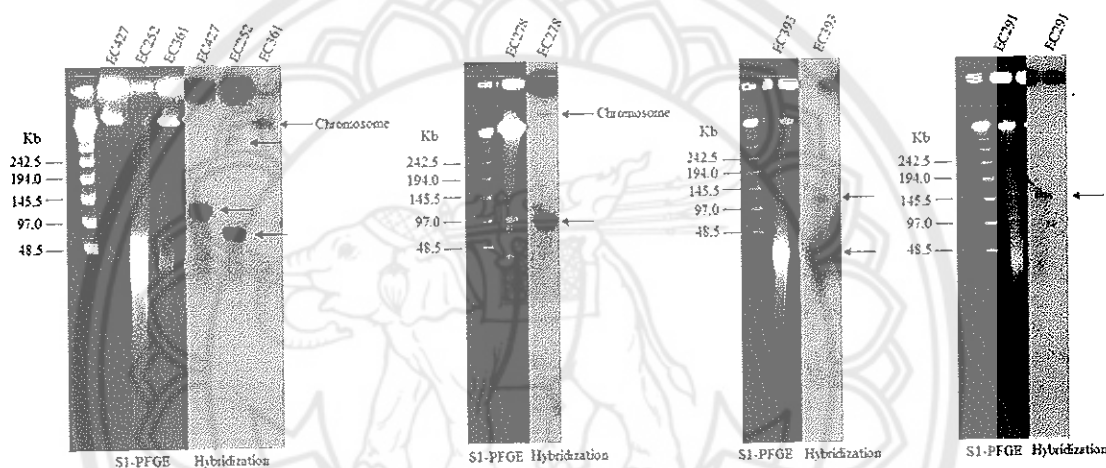 EC427 EC252 EC361 EC427 EC252 EC361
Chromosome
Kb
242.5
194.0
145.5
97.0
48.5
S1-PFGE Hybridization
EC278 EC278
Chromosome
Kb
242.5
194.0
145.5
97.0
48.5
S1-PFGE Hybridization
EC393 EC393
Kb
242.5
194.0
145.5
97.0
48.5
S1-PFGE Hybridization
EC291 EC291
Kb
242.5
194.0
145.5
97.0
48.5
S1-PFGE Hybridization